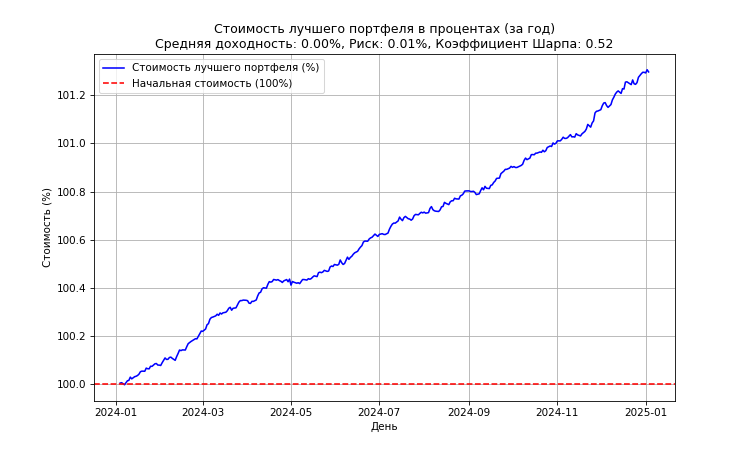 Стоимость лучшего портфеля в процентах (за год)
Средняя доходность: 0.00%, Риск: 0.01%, Коэффициент Шарпа: 0.52
Стоимость лучшего портфеля (%)
Начальная стоимость (100%)
Стоимость (%)
101.2
101.0
100.8
100.6
100.4
100.2
100.0
2024-01 2024-03 2024-05 2024-07 2024-09 2024-11 2025-01
День